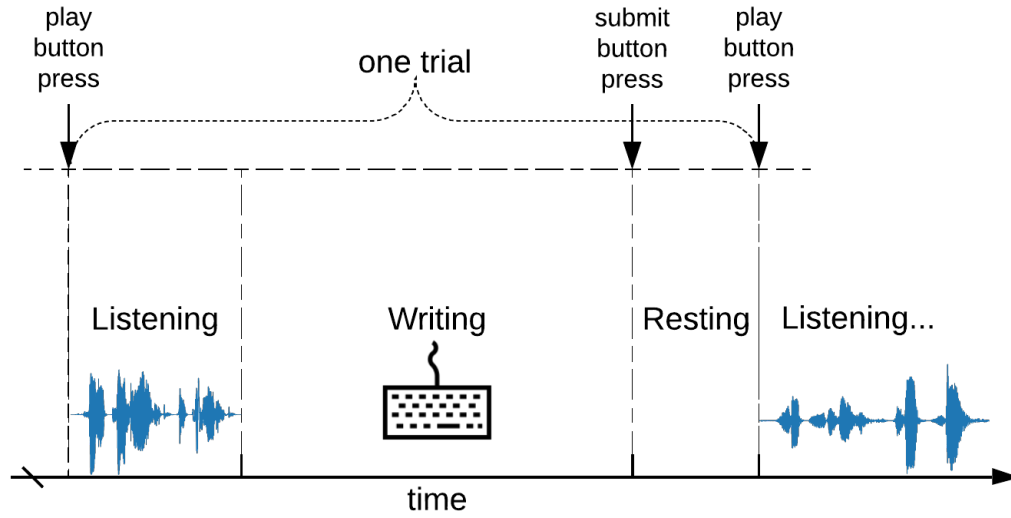 play
button
press
one trial
submit
button
press
play
button
press
Listening
Writing
Resting
Listening...
time